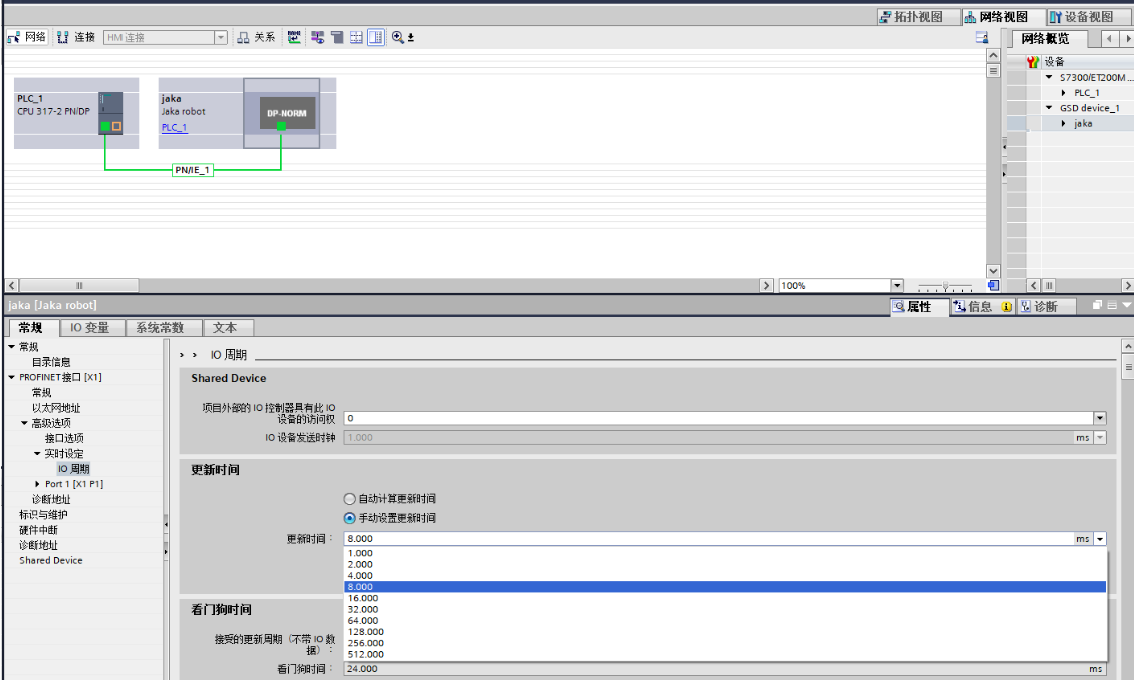 拓扑视图 网络视图 设备视图
网络 连接 HMI 连接 关系
网络概览
设备
S7300/ET200M ...
PLC_1
GSD device_1
jaka
PLC_1
CPU 317-2 PN/DP
jaka
Jaka robot
PLC_1
DP-NORM
PN/IE_1
100%
jaka [Jaka robot]
属性 信息 诊断
常规 IO 变量 系统常数 文本
常规
目录信息
PROFINET接口 [X1]
常规
以太网地址
高级选项
接口选项
实时设定
IO 周期
Port 1 [X1 P1]
诊断地址
标识与维护
硬件中断
诊断地址
Shared Device
> > IO 周期
Shared Device
项目外部的 IO 控制器具有此 IO
设备的访问权
0
IO 设备发送时钟
1.000 ms
更新时间
自动计算更新时间
手动设置更新时间
更新时间：
8.000 ms
1.000
2.000
4.000
8.000
16.000
32.000
64.000
128.000
256.000
512.000
看门狗时间
接受的更新周期（不带 IO 数
据）：
看门狗时间：
24.000 ms